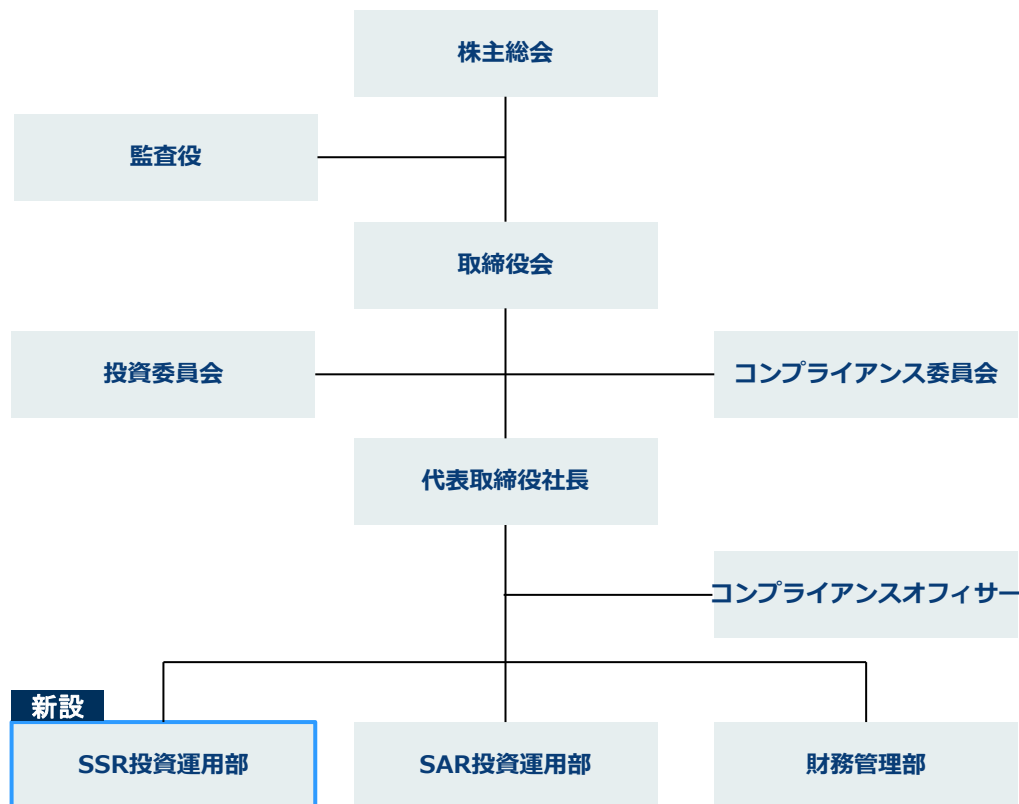 株主総会
監査役
取締役会
投資委員会
コンプライアンス委員会
代表取締役社長
コンプライアンスオフィサー
新設
SSR投資運用部
SAR投資運用部
財務管理部